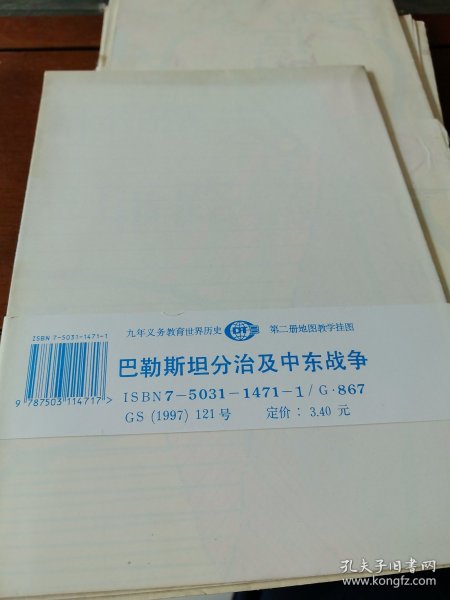 ISBN 7-5031-1471-1
9 787503 114717 >
九年义务教育世界历史 DT 第二册地图教学挂图
巴勒斯坦分治及中东战争
ISBN 7-5031-1471-1/G·867
GS (1997) 121号 定价：3.40 元
孔夫子旧书网
www.kongfz.com